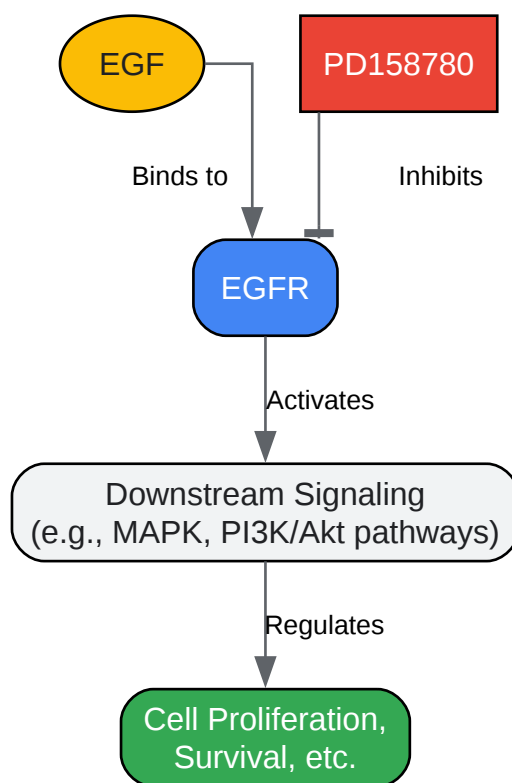 EGF
PD158780
Binds to
Inhibits
EGFR
Activates
Downstream Signaling
(e.g., MAPK, PI3K/Akt pathways)
Regulates
Cell Proliferation,
Survival, etc.